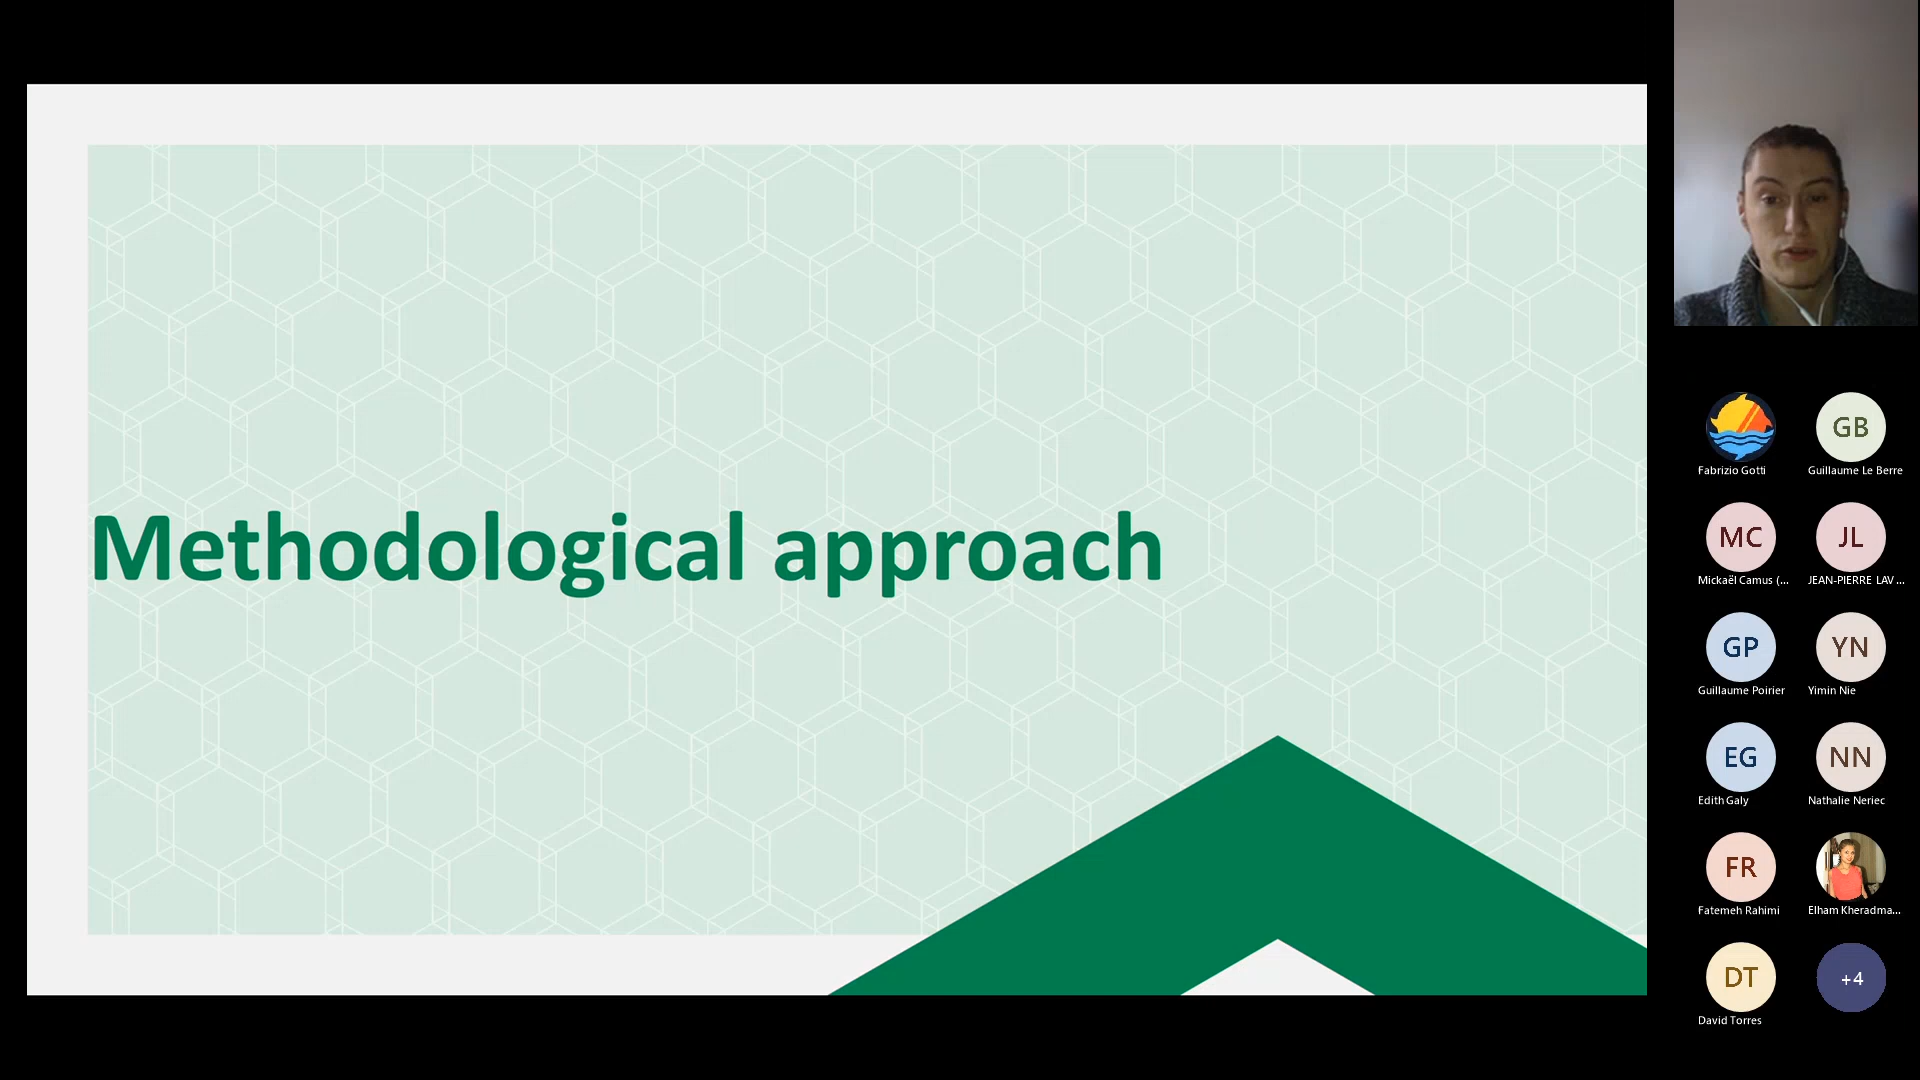 Methodological approach
Fabrizio Gotti
GB
Guillaume Le Berre
MC
Mickaël Camus (...
JL
JEAN-PIERRE LAV...
GP
Guillaume Poirier
YN
Yimin Nie
EG
Edith Galy
NN
Nathalie Neriec
FR
Fatemeh Rahimi
Elham Kheradma...
DT
David Torres
+4